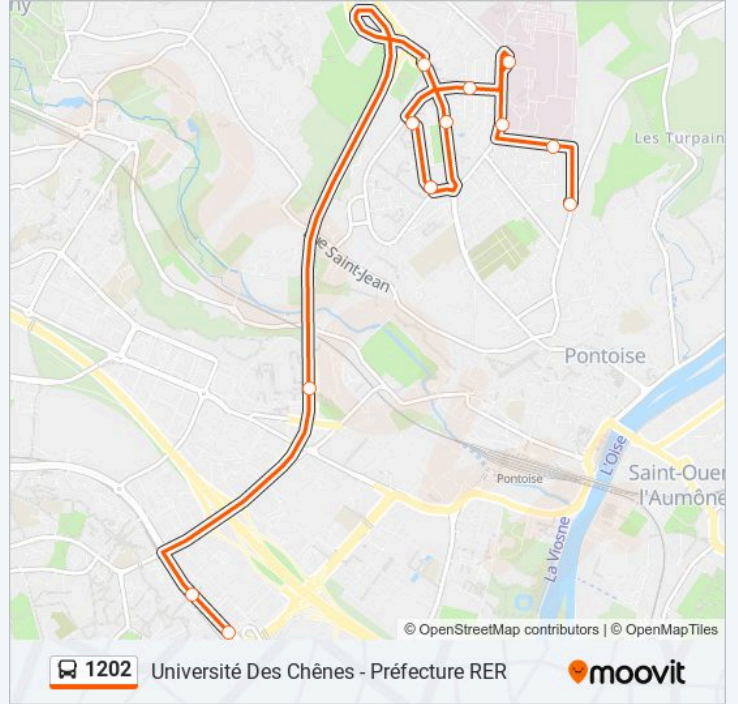 ny
Les Turpain
e Saint-Jean
Pontoise
L'Oise
Pontoise
Saint-Ouen
l'Aumône
La Viosne
© OpenStreetMap contributors | © OpenMapTiles
1202 Université Des Chênes - Préfecture RER moovit